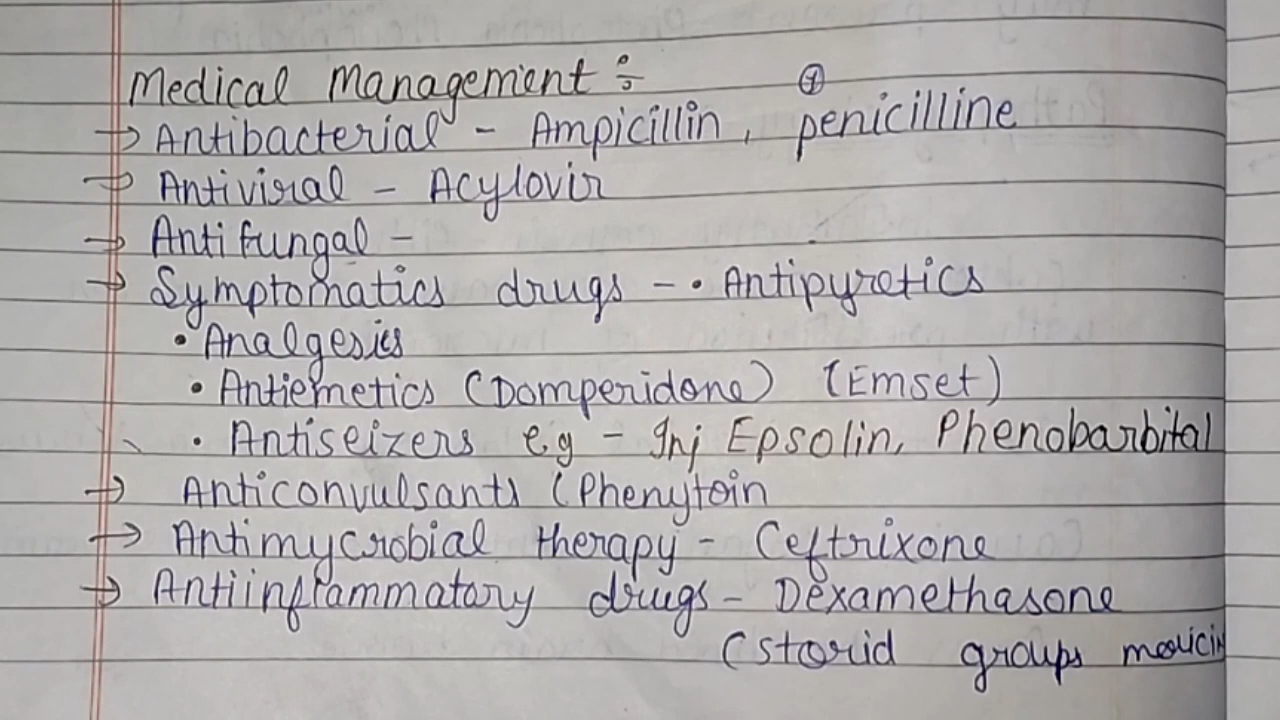 Medical Management :
→ Antibacterial - Ampicillin, penicilline
→ Antiviral - Acylovir
→ Antifungal -
→ Symptomatics drugs - • Antipyretics
• Analgesics
• Antiemetics (Domperidone) (Emset)
• Antiseizers e.g - Inj Epsolin, Phenobarbital
→ Anticonvulsants (Phenytoin
→ Antimycrobial therapy - Ceftrixone
→ Antiinflammatory drugs - Dexamethasone
(storid groups medicin